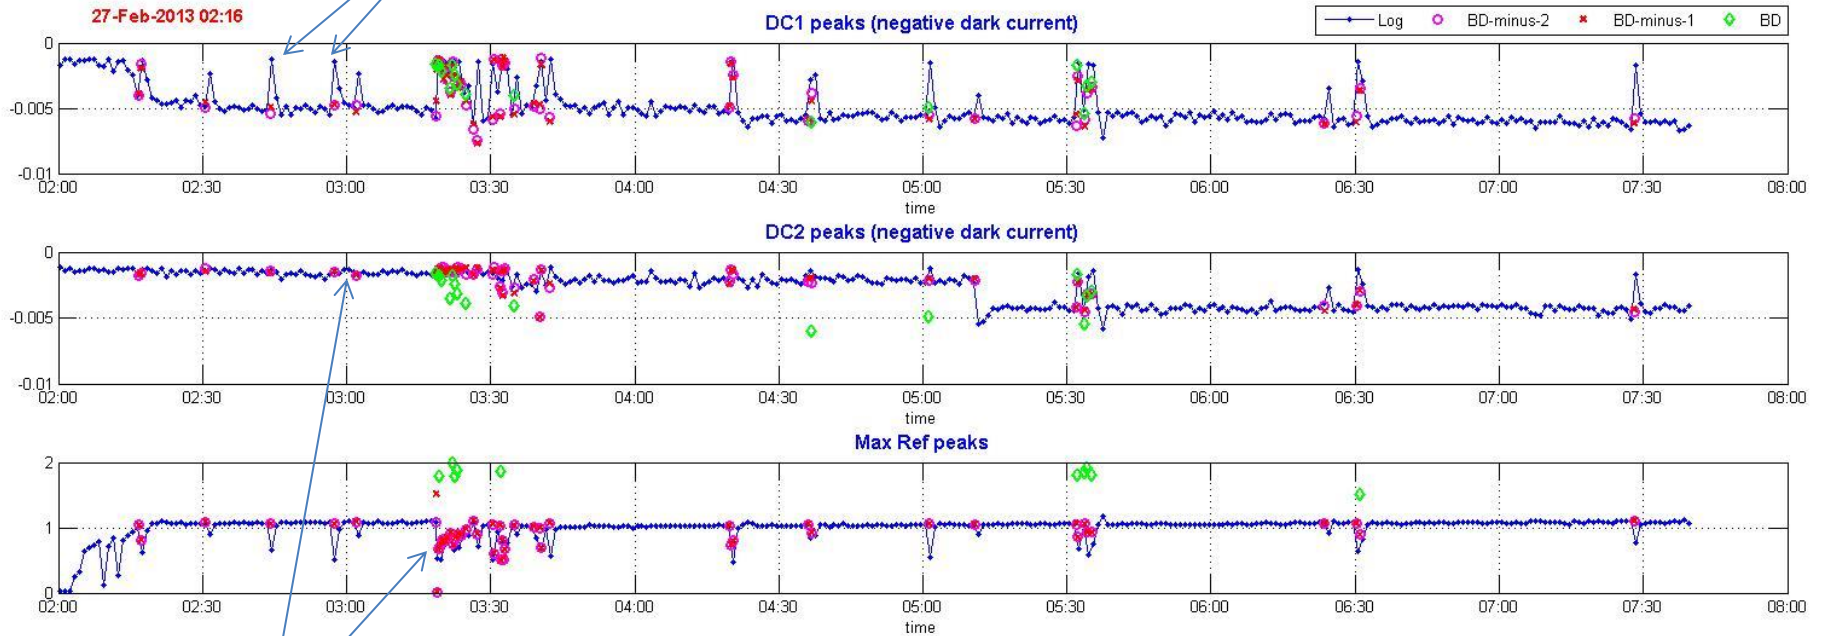 27-Feb-2013 02:16
DC1 peaks (negative dark current)
Log BD-minus-2 BD-minus-1 BD
0
-0.005
-0.01
02:00 02:30 03:00 03:30 04:00 04:30 05:00 05:30 06:00 06:30 07:00 07:30 08:00
time
DC2 peaks (negative dark current)
0
-0.005
-0.01
02:00 02:30 03:00 03:30 04:00 04:30 05:00 05:30 06:00 06:30 07:00 07:30 08:00
time
Max Ref peaks
2
1
0
02:00 02:30 03:00 03:30 04:00 04:30 05:00 05:30 06:00 06:30 07:00 07:30 08:00
time